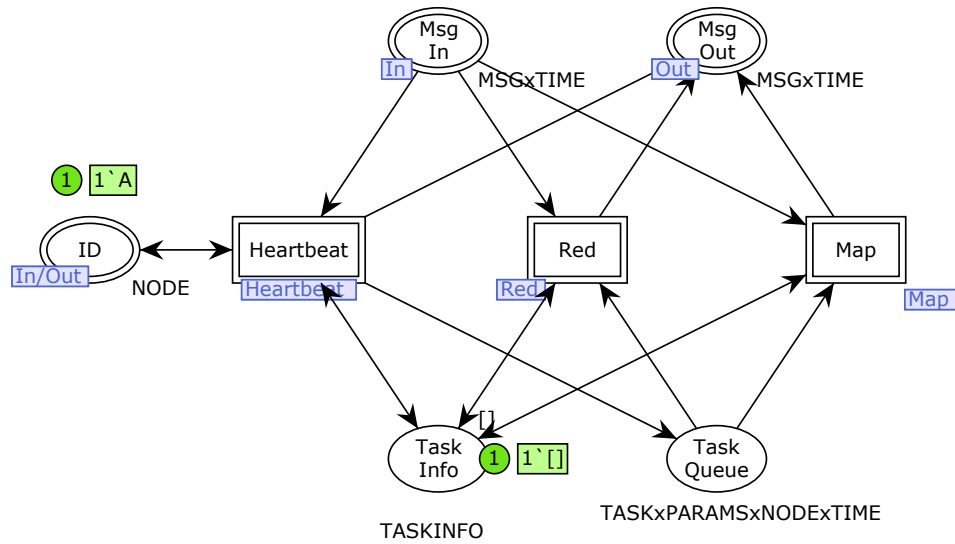 Msg
In
In
MSGxTIME
Msg
Out
Out
MSGxTIME
1
1`A
ID
In/Out
NODE
Heartbeat
Heartbeat
Red
Red
Map
Map
[]
Task
Info
1
1`[]
TASKINFO
Task
Queue
TASKxPARAMSxNODExTIME